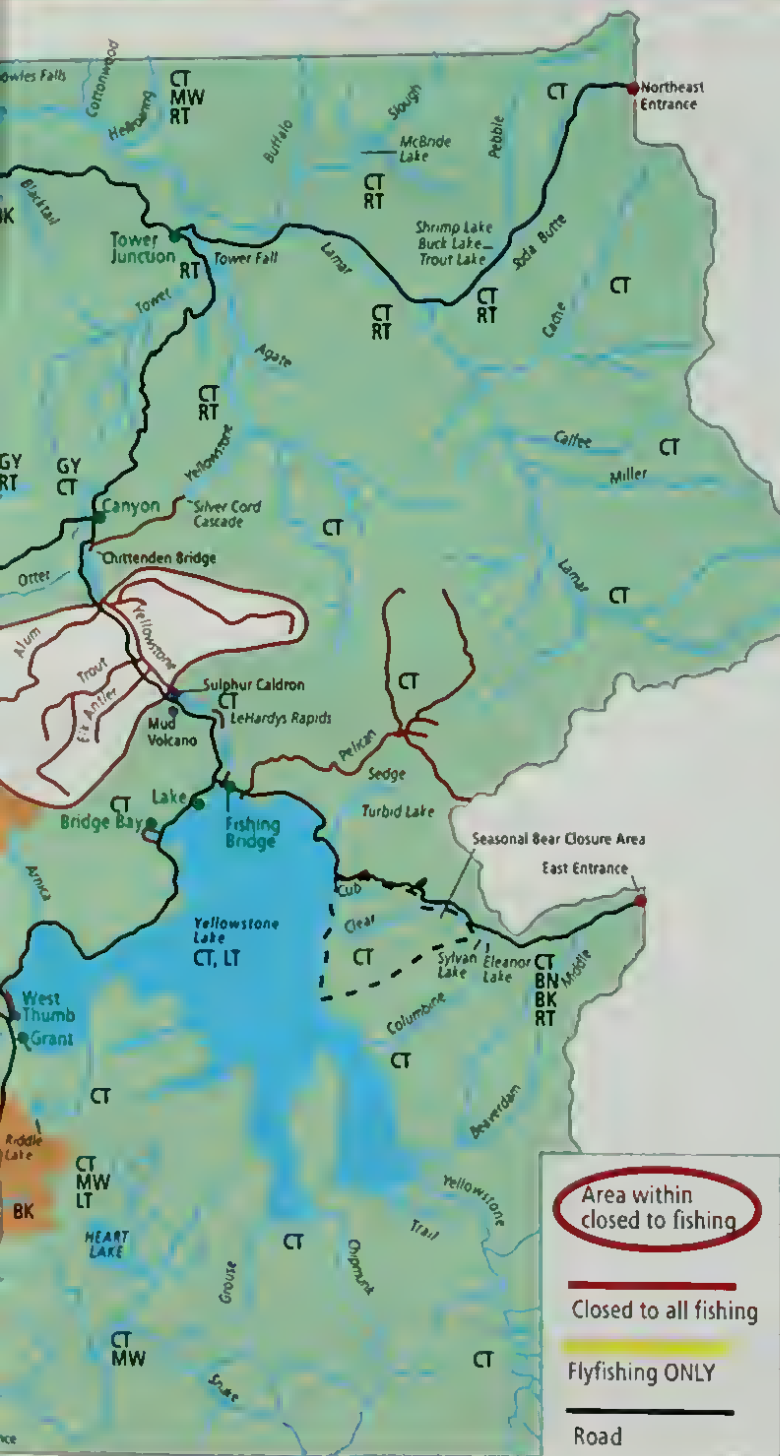 owles Falls
Cottonwood
Hellroaring
CT
MW
RT
Buffalo
Slough
McBride
Lake
CT
RT
Pebble
CT
Northeast
Entrance
BK
Blacktail
Tower
Junction
RT
Tower Fall
Lamar
Shrimp Lake
Buck Lake
Trout Lake
Soda Butte
CT
RT
CT
RT
Cache
CT
Tower
Agate
CT
RT
Yellowstone
GY
RT
GY
CT
Canyon
Silver Cord
Cascade
CT
Calfee
CT
Miller
Chittenden Bridge
Otter
Lamar
CT
Alum
Yellowstone
Trout
Elk Antler
Sulphur Caldron
CT
LeHardys Rapids
Mud
Volcano
CT
Pelican
Sedge
Turbid Lake
CT
Lake
Bridge Bay
Fishing
Bridge
Seasonal Bear Closure Area
East Entrance
Arnica
Cub
Clear
CT
Yellowstone
Lake
CT, LT
Sylvan
Lake
Eleanor
Lake
CT
BN
BK
RT
Middle
West
Thumb
Grant
Columbine
CT
CT
Beaverdam
Riddle
Lake
CT
MW
LT
BK
HEART
LAKE
Yellowstone
Trail
CT
Grouse
Chipmunk
CT
MW
Snake
CT
nce
Area within
closed to fishing
Closed to all fishing
Flyfishing ONLY
Road